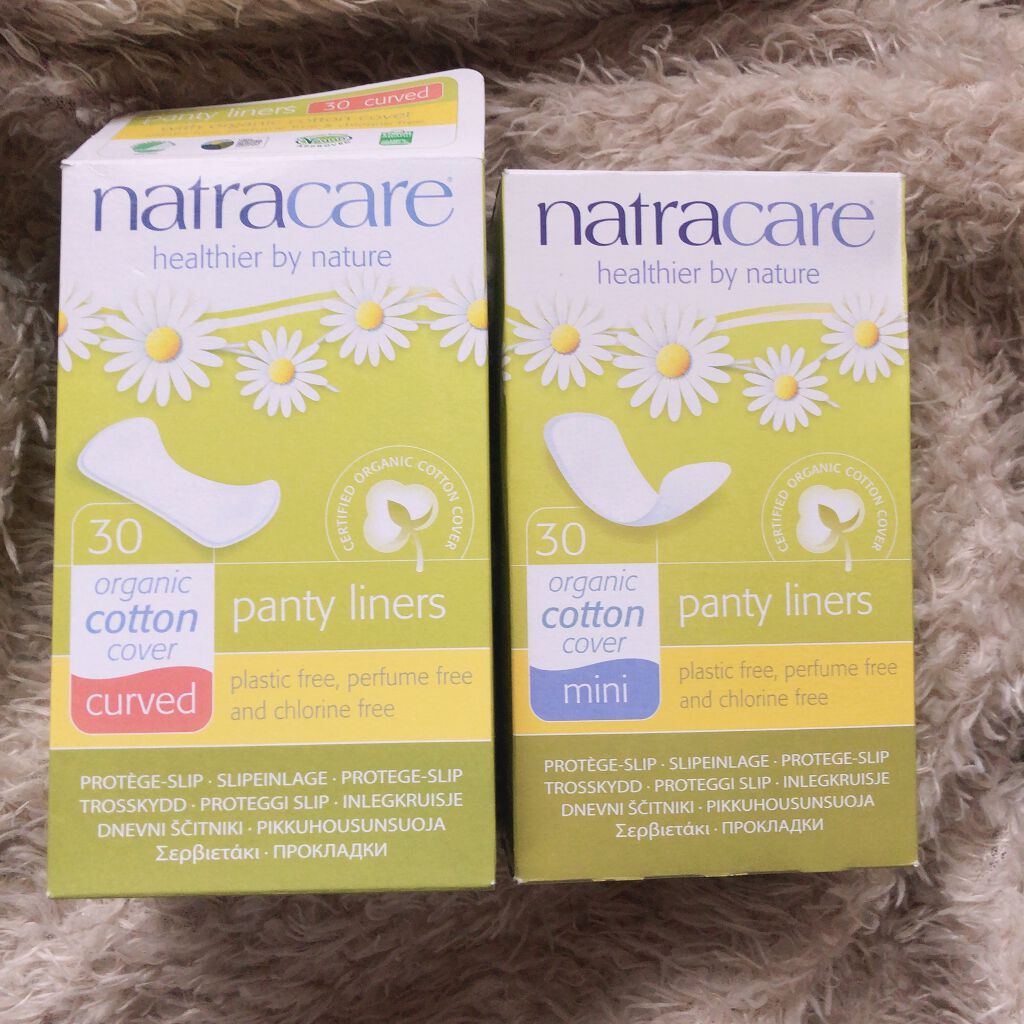 panty liners 30 curved
with organic cotton cover
natracare
healthier by nature
CERTIFIED ORGANIC COTTON COVER
30
organic
cotton
cover
curved
panty liners
plastic free, perfume free
and chlorine free
PROTÈGE-SLIP · SLIPEINLAGE · PROTEGE-SLIP
TROSSKYDD · PROTEGGI SLIP · INLEGKRUISJE
DNEVNI ŠČITNIKI · PIKKUHOUSUNSUOJA
Σερβιετάκι · ПРОКЛАДКИ
natracare
healthier by nature
CERTIFIED ORGANIC COTTON COVER
30
organic
cotton
cover
mini
panty liners
plastic free, perfume free
and chlorine free
PROTÈGE-SLIP · SLIPEINLAGE · PROTEGE-SLIP
TROSSKYDD · PROTEGGI SLIP · INLEGKRUISJE
DNEVNI ŠČITNIKI · PIKKUHOUSUNSUOJA
Σερβιετάκι · ПРОКЛАДКИ